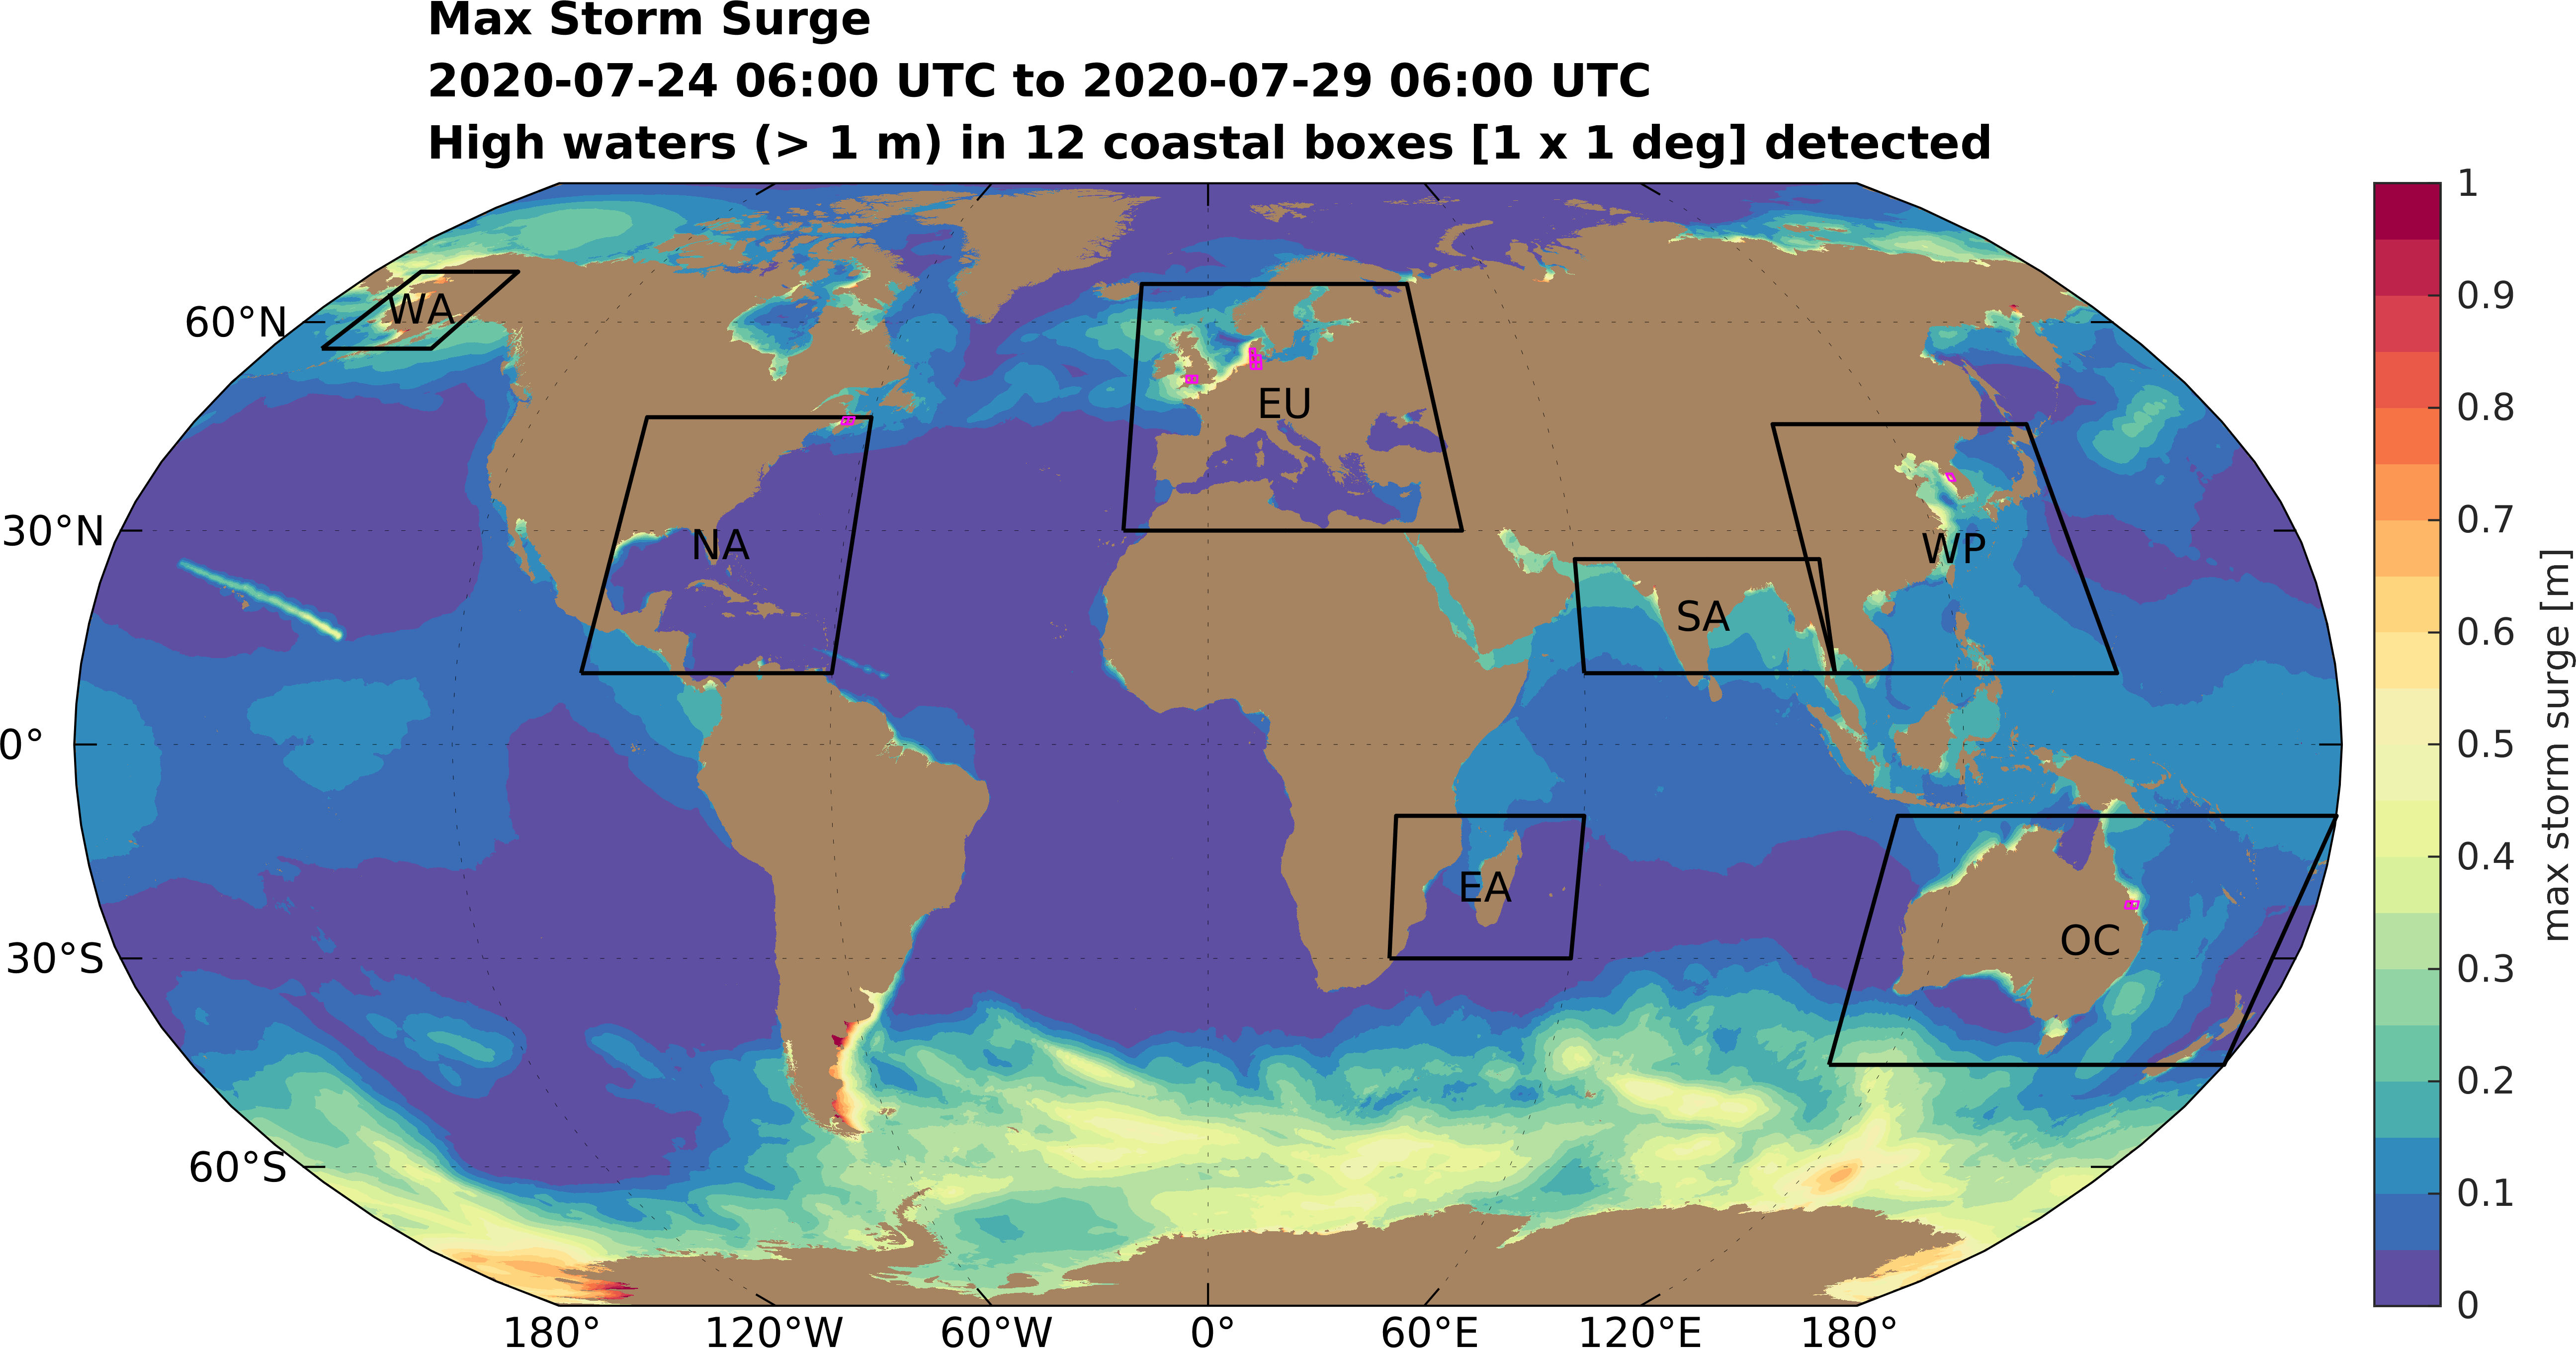 Max Storm Surge
2020-07-24 06:00 UTC to 2020-07-29 06:00 UTC
High waters (> 1 m) in 12 coastal boxes [1 x 1 deg] detected
60°N
30°N
0°
30°S
60°S
WA
NA
EU
SA
WP
EA
OC
180°
120°W
60°W
0°
60°E
120°E
180°
1
0.9
0.8
0.7
0.6
0.5
0.4
0.3
0.2
0.1
0
max storm surge [m]